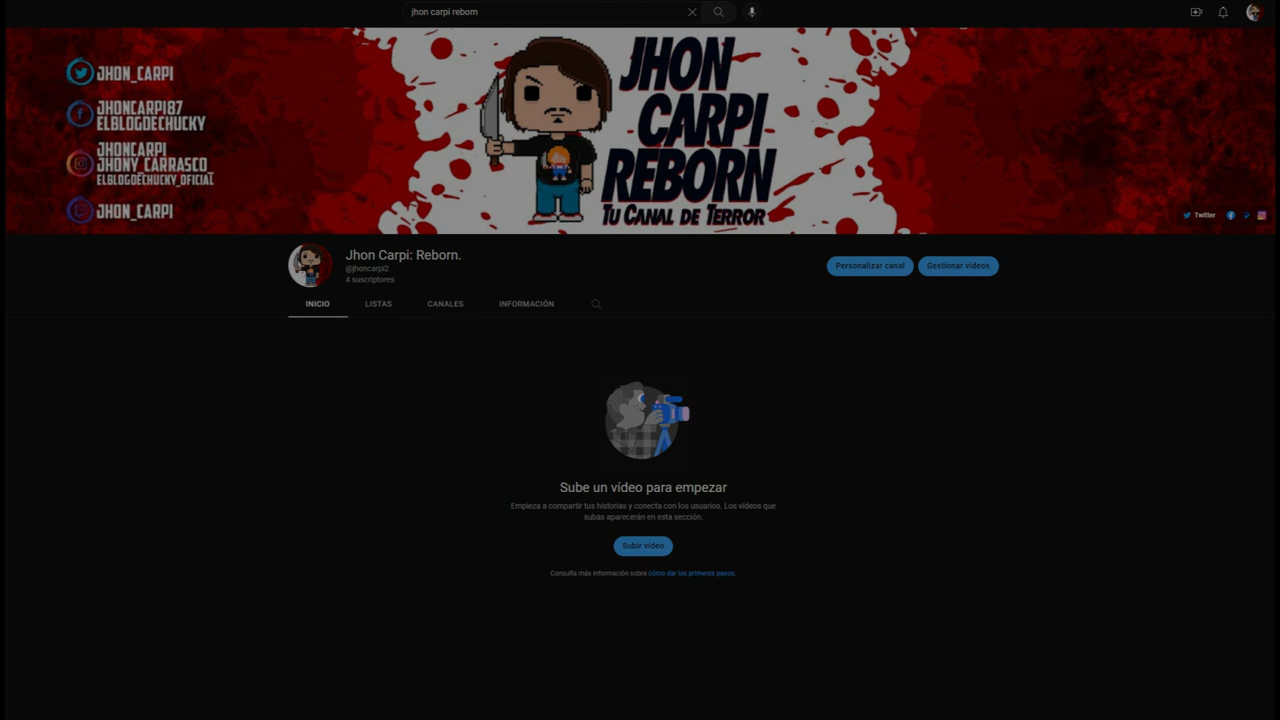 jhon carpi reborn
JHON_CARPI
JHONCARPI87
ELBLOGDECHUCKY
JHONCARPI
JHONY_CARRASCO_
ELBLOGDECHUCKY_OFICIAL
JHON_CARPI
JHON
CARPI
REBORN
TU CANAL DE TERROR
Twitter
Jhon Carpi: Reborn.
@jhoncarpi2
4 suscriptores
Personalizar canal
Gestionar vídeos
INICIO
LISTAS
CANALES
INFORMACIÓN
Sube un vídeo para empezar
Empieza a compartir tus historias y conecta con los usuarios. Los vídeos que
subas aparecerán en esta sección.
Subir vídeo
Consulta más información sobre cómo dar los primeros pasos.